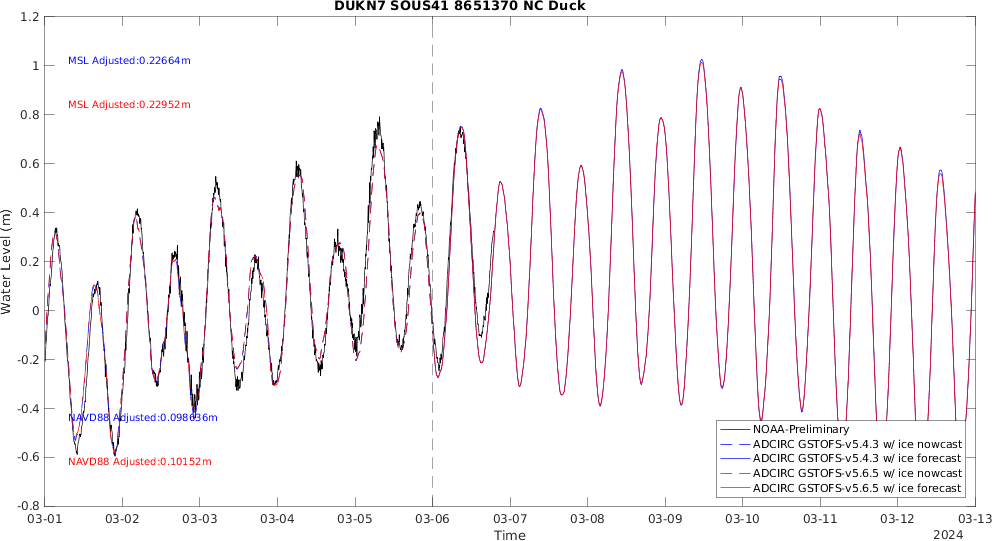 DUKN7 SOUS41 8651370 NC Duck
Water Level (m)
1.2
1
0.8
0.6
0.4
0.2
0
-0.2
-0.4
-0.6
-0.8
MSL Adjusted:0.22664m
MSL Adjusted:0.22952m
NAVD88 Adjusted:0.098636m
NAVD88 Adjusted:0.10152m
NOAA-Preliminary
ADCIRC GSTOFS-v5.4.3 w/ ice nowcast
ADCIRC GSTOFS-v5.4.3 w/ ice forecast
ADCIRC GSTOFS-v5.6.5 w/ ice nowcast
ADCIRC GSTOFS-v5.6.5 w/ ice forecast
03-01 03-02 03-03 03-04 03-05 03-06 03-07 03-08 03-09 03-10 03-11 03-12 03-13
Time
2024